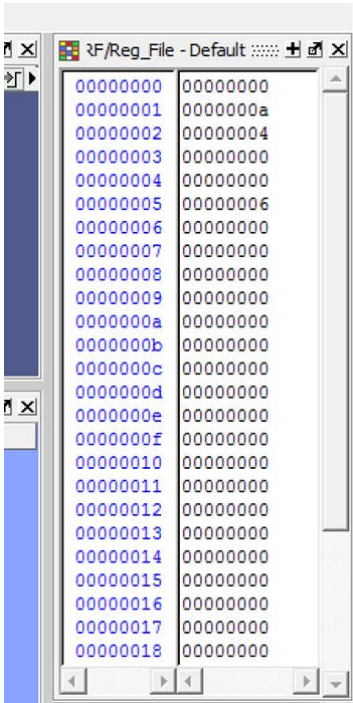 RF/Reg_File - Default
00000000 00000000
00000001 0000000a
00000002 00000004
00000003 00000000
00000004 00000000
00000005 00000006
00000006 00000000
00000007 00000000
00000008 00000000
00000009 00000000
0000000a 00000000
0000000b 00000000
0000000c 00000000
0000000d 00000000
0000000e 00000000
0000000f 00000000
00000010 00000000
00000011 00000000
00000012 00000000
00000013 00000000
00000014 00000000
00000015 00000000
00000016 00000000
00000017 00000000
00000018 00000000